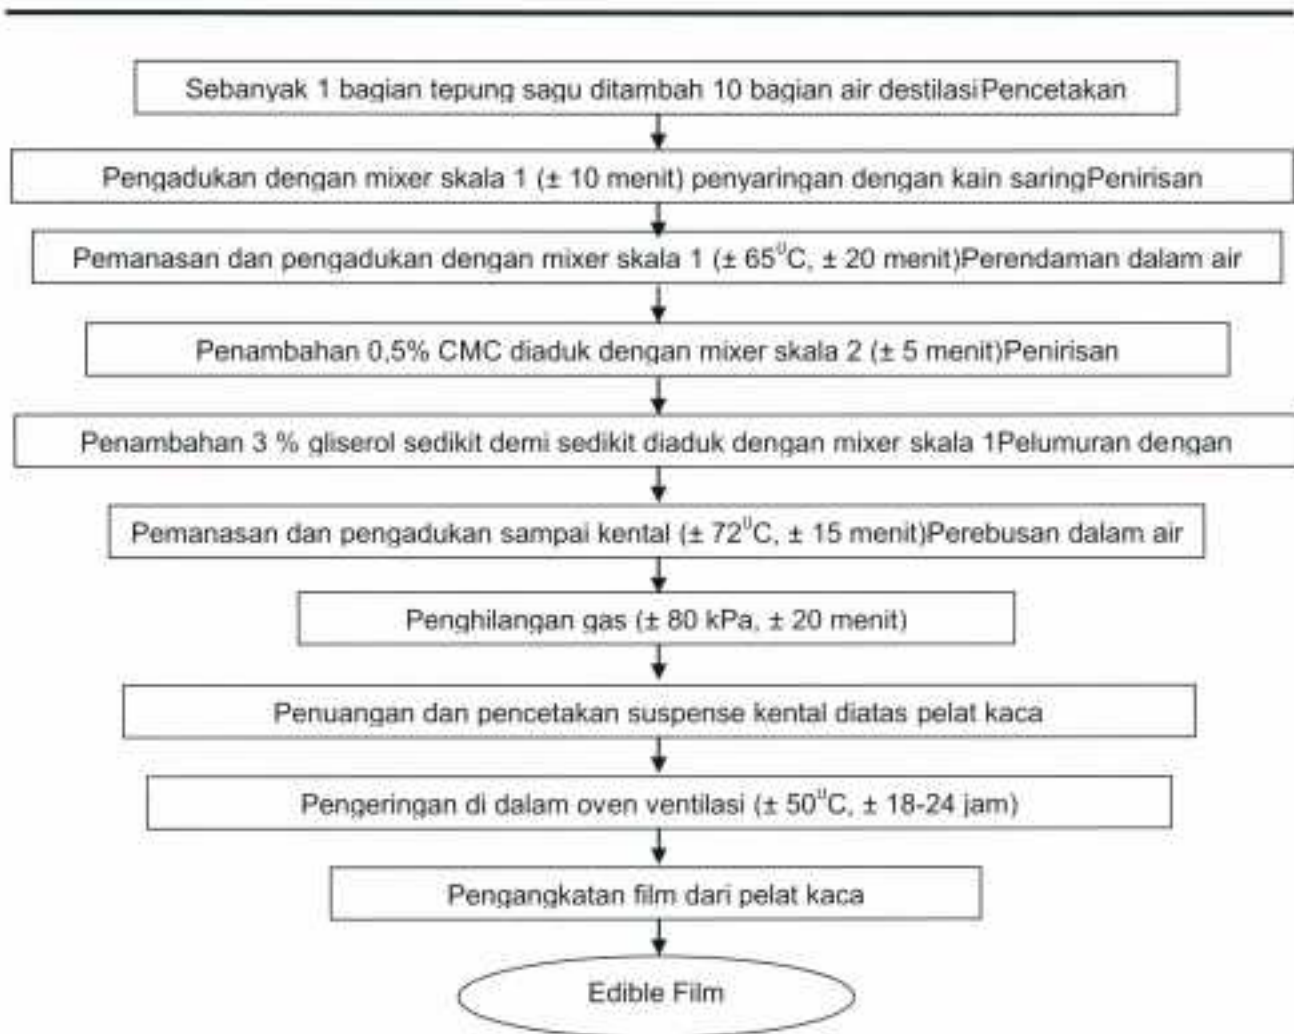 Sebanyak 1 bagian tepung sagu ditambah 10 bagian air destilasiPencetakan
Pengadukan dengan mixer skala 1 (± 10 menit) penyaringan dengan kain saringPenirisan
Pemanasan dan pengadukan dengan mixer skala 1 (± 65⁰C, ± 20 menit)Perendaman dalam air
Penambahan 0,5% CMC diaduk dengan mixer skala 2 (± 5 menit)Penirisan
Penambahan 3 % gliserol sedikit demi sedikit diaduk dengan mixer skala 1Pelumuran dengan
Pemanasan dan pengadukan sampai kental (± 72⁰C, ± 15 menit)Perebusan dalam air
Penghilangan gas (± 80 kPa, ± 20 menit)
Penuangan dan pencetakan suspense kental diatas pelat kaca
Pengeringan di dalam oven ventilasi (± 50⁰C, ± 18-24 jam)
Pengangkatan film dari pelat kaca
Edible Film